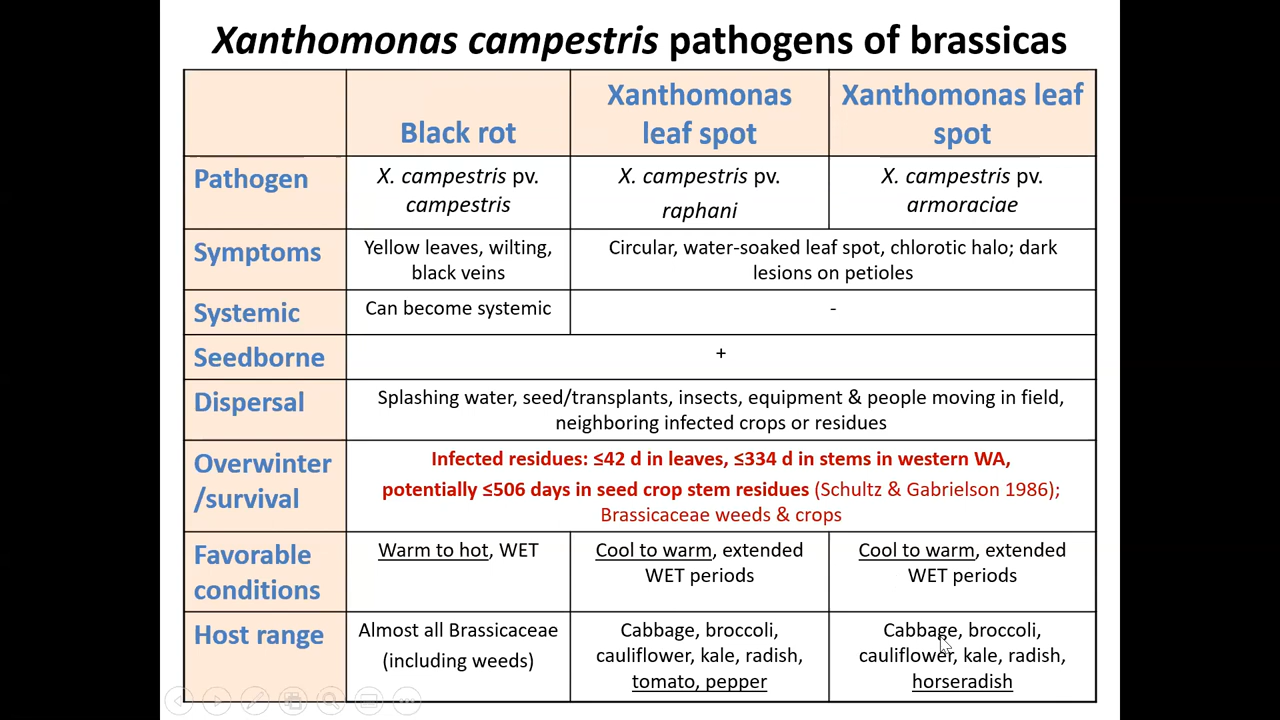 Xanthomonas campestris pathogens of brassicas
Black rot
Xanthomonas
leaf spot
Xanthomonas leaf
spot
Pathogen
X. campestris pv.
campestris
X. campestris pv.
raphani
X. campestris pv.
armoraciae
Symptoms
Yellow leaves, wilting,
black veins
Circular, water-soaked leaf spot, chlorotic halo; dark
lesions on petioles
Systemic
Can become systemic
-
Seedborne
+
Dispersal
Splashing water, seed/transplants, insects, equipment & people moving in field,
neighboring infected crops or residues
Overwinter
/survival
Infected residues: ≤42 d in leaves, ≤334 d in stems in western WA,
potentially ≤506 days in seed crop stem residues (Schultz & Gabrielson 1986);
Brassicaceae weeds & crops
Favorable
conditions
Warm to hot, WET
Cool to warm, extended
WET periods
Cool to warm, extended
WET periods
Host range
Almost all Brassicaceae
(including weeds)
Cabbage, broccoli,
cauliflower, kale, radish,
tomato, pepper
Cabbage, broccoli,
cauliflower, kale, radish,
horseradish